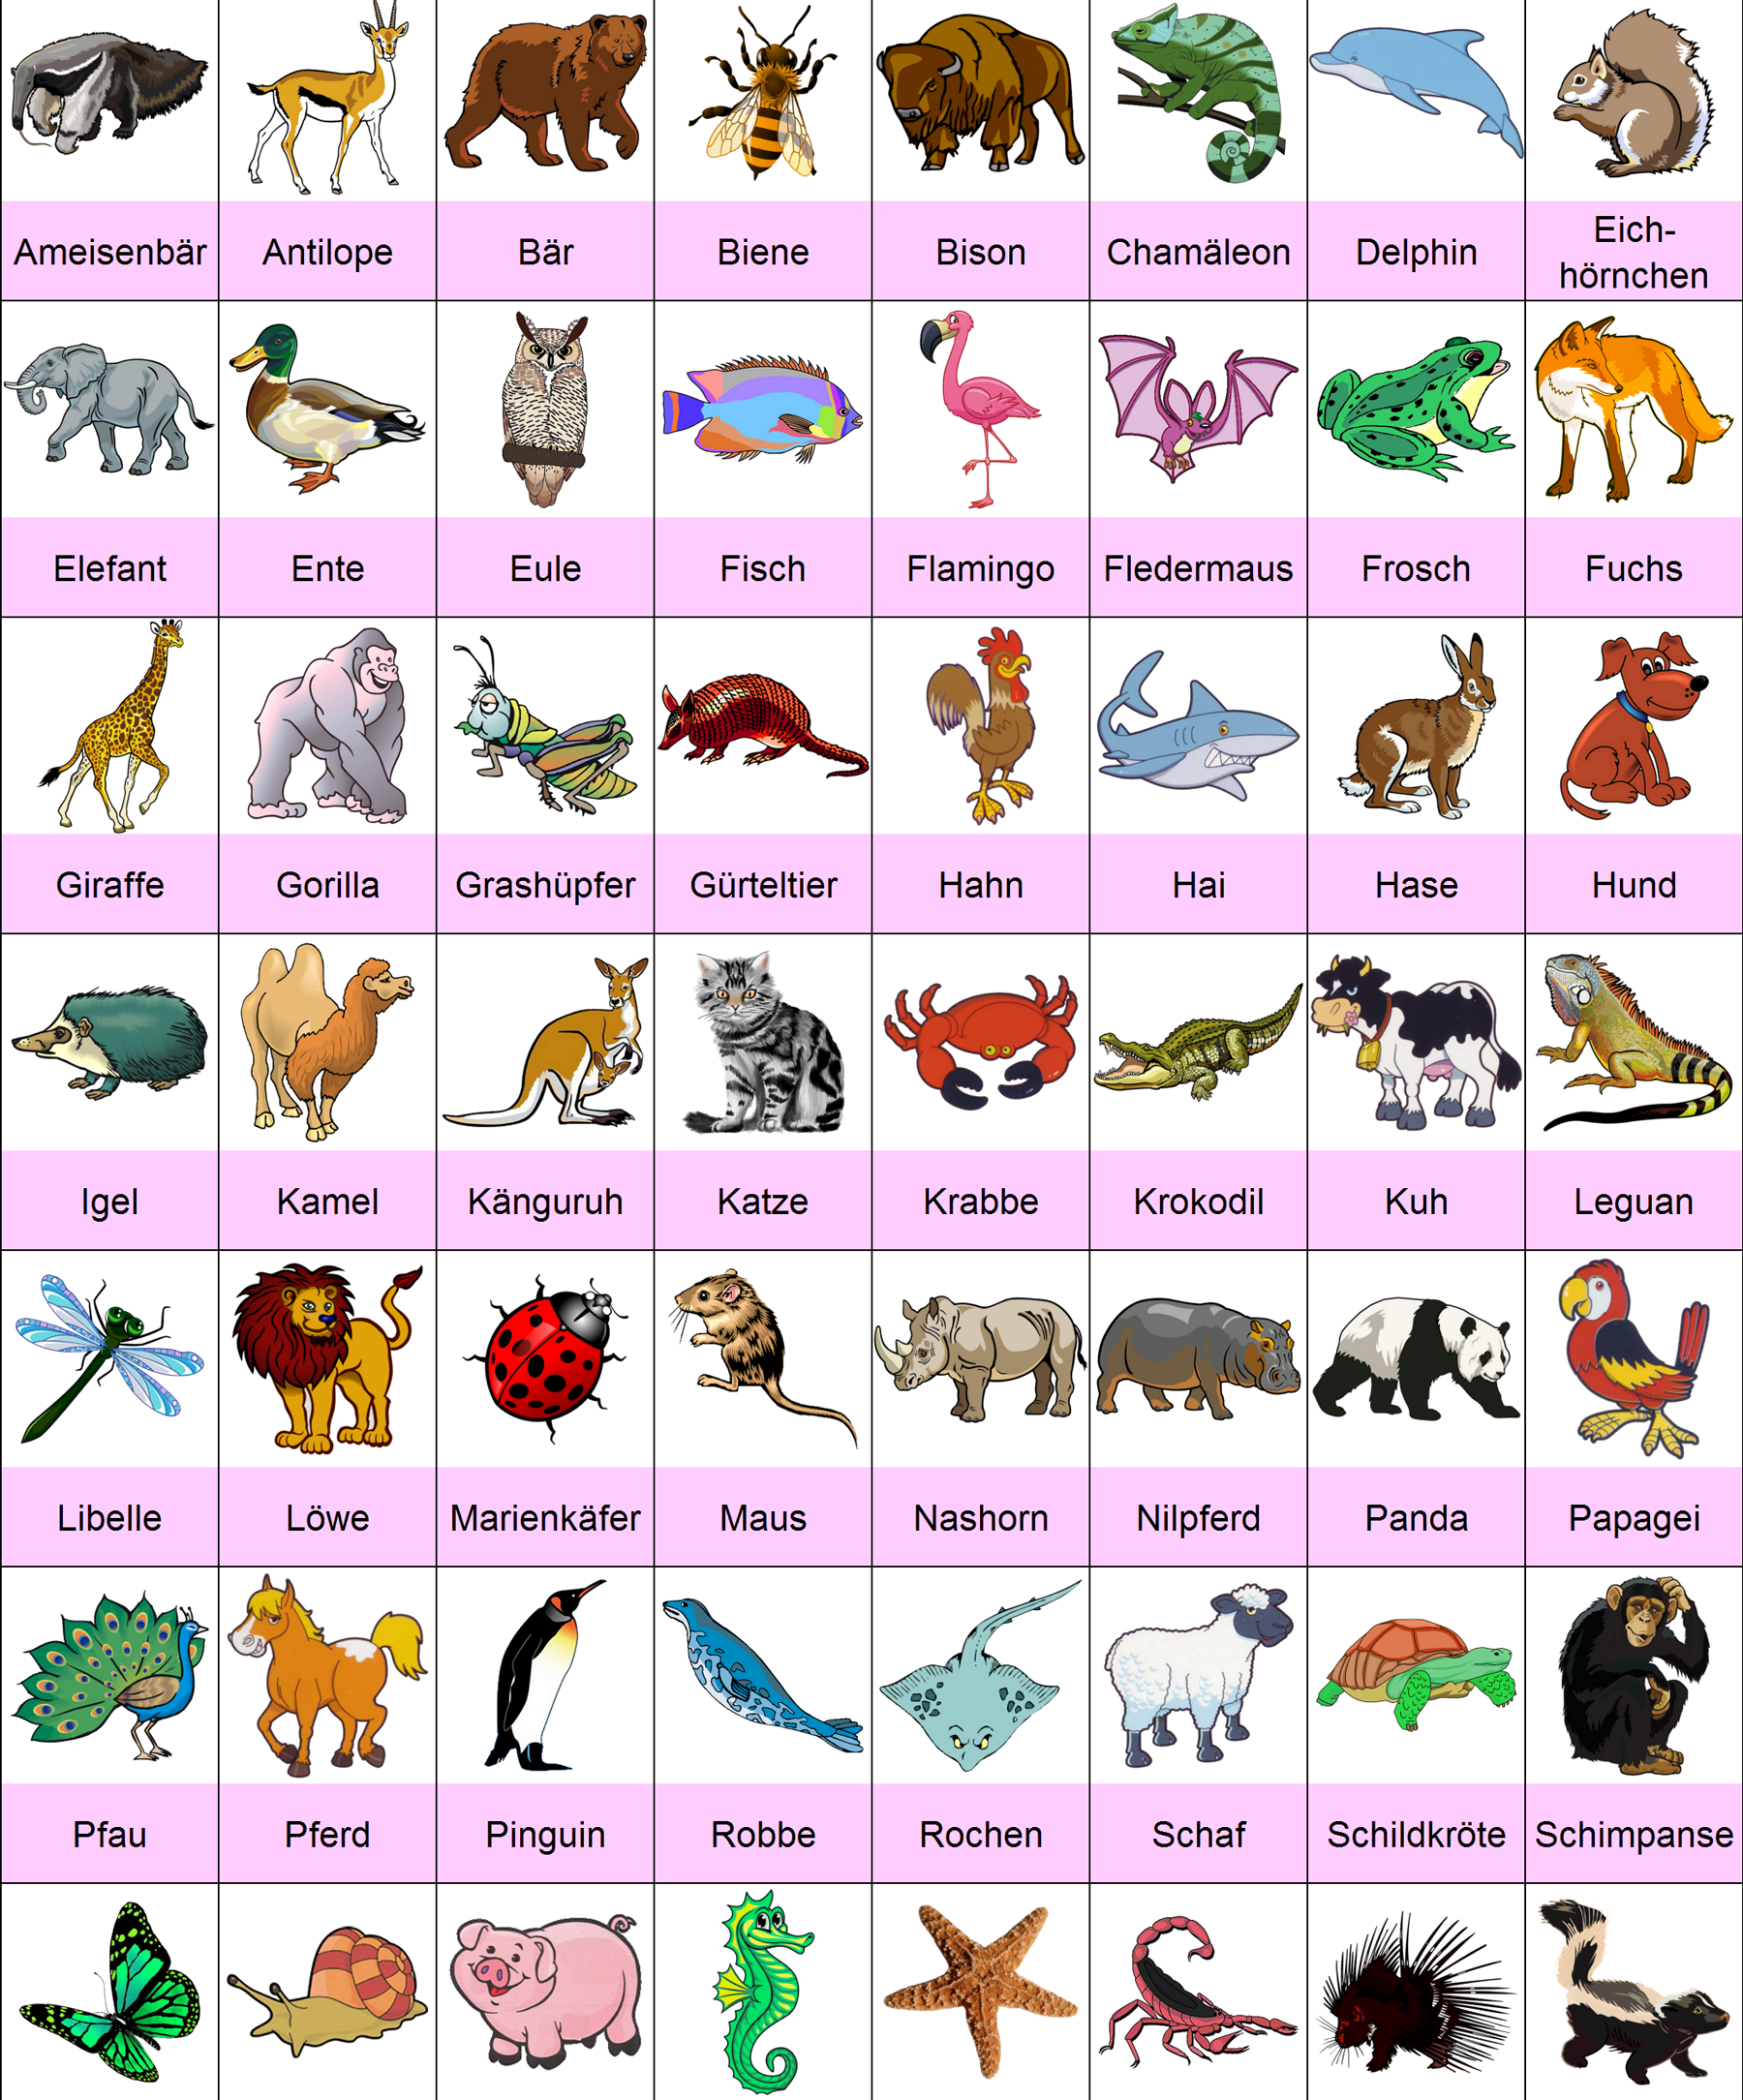 Ameisenbär Antilope Bär Biene Bison Chamäleon Delphin Eich-
hörnchen
Elefant Ente Eule Fisch Flamingo Fledermaus Frosch Fuchs
Giraffe Gorilla Grashüpfer Gürteltier Hahn Hai Hase Hund
Igel Kamel Känguruh Katze Krabbe Krokodil Kuh Leguan
Libelle Löwe Marienkäfer Maus Nashorn Nilpferd Panda Papagei
Pfau Pferd Pinguin Robbe Rochen Schaf Schildkröte Schimpanse